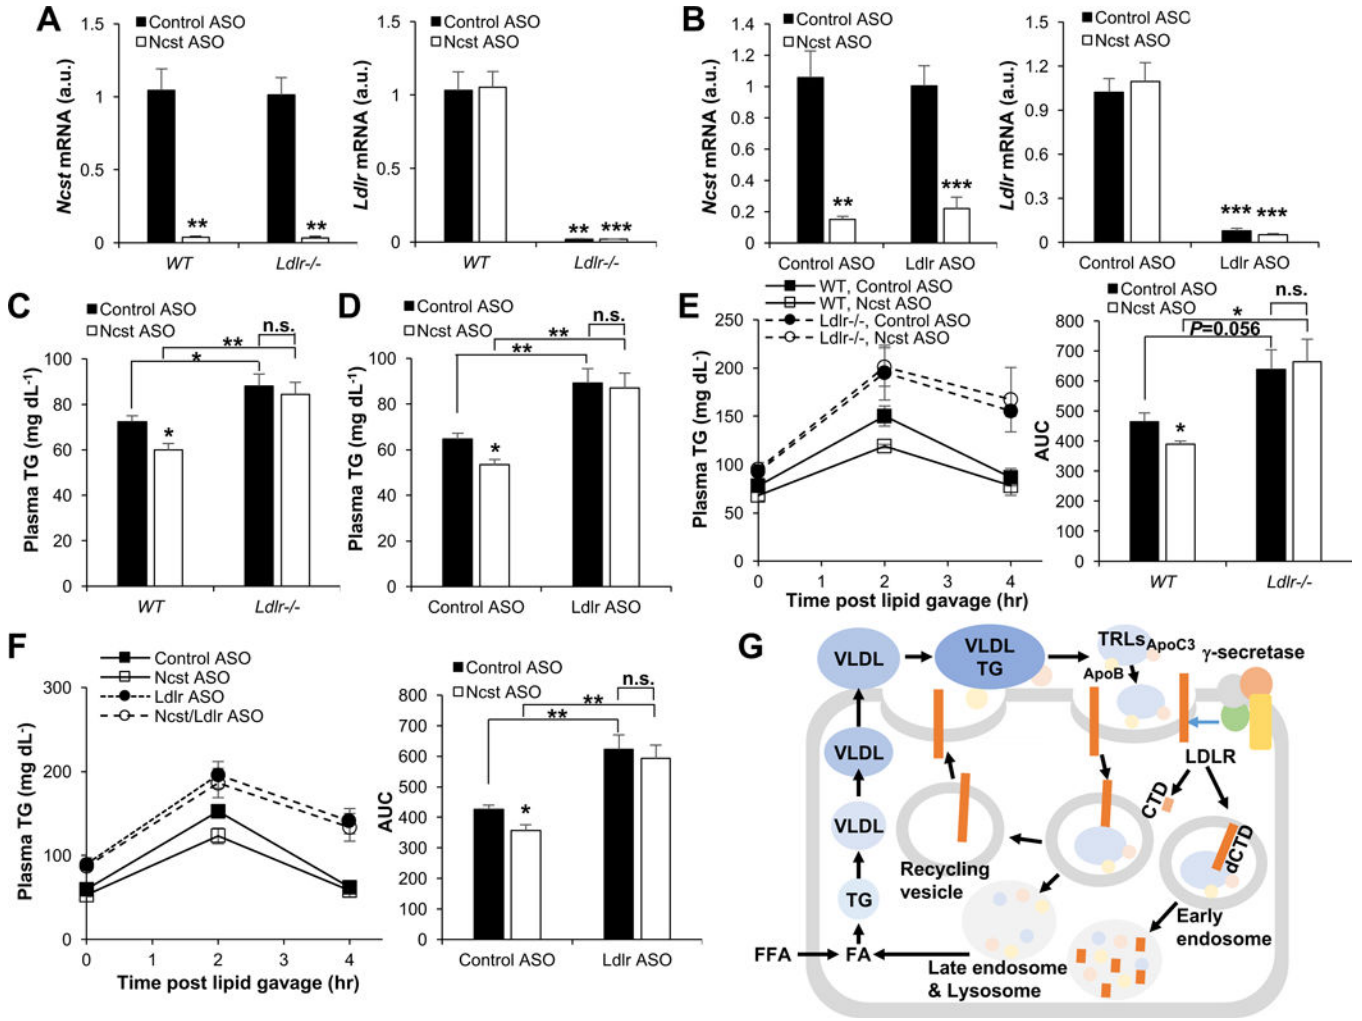 A
Control ASO
Ncst ASO
Ncst mRNA (a.u.)
1.5
1
0.5
0
**
**
WT
Ldlr-/-
Control ASO
Ncst ASO
Ldlr mRNA (a.u.)
1.5
1
0.5
0
**
***
WT
Ldlr-/-
B
Control ASO
Ncst ASO
Ncst mRNA (a.u.)
1.4
1.2
1
0.8
0.6
0.4
0.2
0
**
***
Control ASO
Ldlr ASO
Control ASO
Ncst ASO
Ldlr mRNA (a.u.)
1.5
1.2
0.9
0.6
0.3
0
***
***
Control ASO
Ldlr ASO
C
Control ASO
Ncst ASO
n.s.
**
*
Plasma TG (mg dL-1)
100
80
60
40
20
0
*
WT
Ldlr-/-
D
Control ASO
Ncst ASO
n.s.
**
**
Plasma TG (mg dL-1)
100
80
60
40
20
0
*
Control ASO
Ldlr ASO
E
WT, Control ASO
WT, Ncst ASO
Ldlr-/-, Control ASO
Ldlr-/-, Ncst ASO
Plasma TG (mg dL-1)
250
200
150
100
50
0
0
1
2
3
4
Time post lipid gavage (hr)
Control ASO
Ncst ASO
n.s.
*
P=0.056
AUC
800
700
600
500
400
300
200
100
0
*
WT
Ldlr-/-
F
Control ASO
Ncst ASO
Ldlr ASO
Ncst/Ldlr ASO
Plasma TG (mg dL-)
300
200
100
0
0
1
2
3
4
Time post lipid gavage (hr)
Control ASO
Ncst ASO
n.s.
**
**
AUC
800
700
600
500
400
300
200
100
0
*
Control ASO
Ldlr ASO
G
VLDL
VLDL
TG
TRLs
ApoC3
ApoB
γ-secretase
VLDL
LDLR
CTD
VLDL
dCTD
Recycling
vesicle
TG
Early
endosome
FFA
FA
Late endosome
& Lysosome